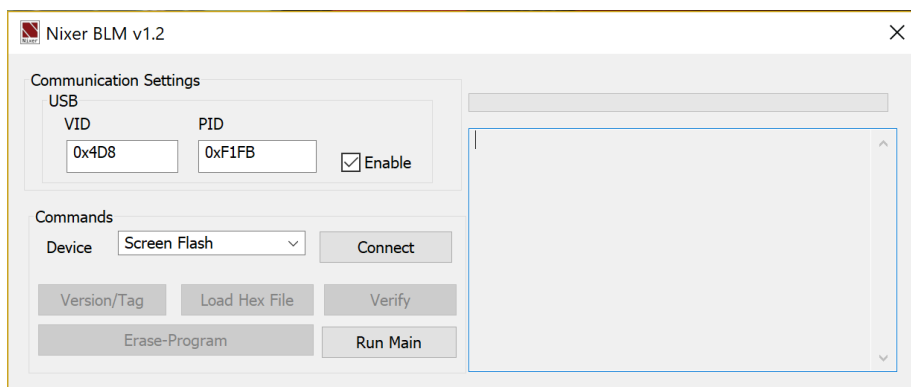 Nixer BLM v1.2
Communication Settings
USB
VID PID
0x4D8 0xF1FB Enable
Commands
Device Screen Flash Connect
Version/Tag Load Hex File Verify
Erase-Program Run Main